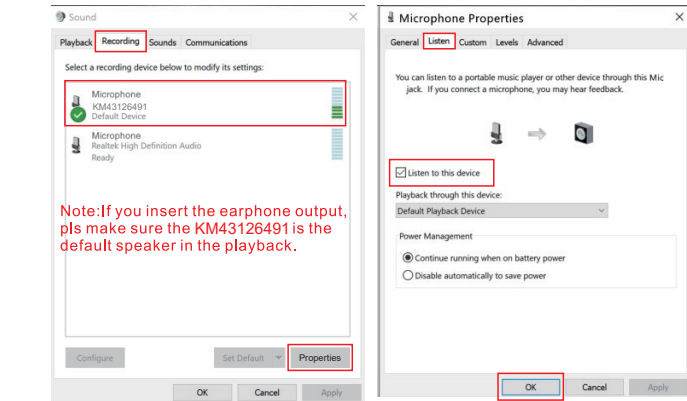 Sound
Playback Recording Sounds Communications
Select a recording device below to modify its settings:
Microphone
KM43126491
Default Device
Microphone
Realtek High Definition Audio
Ready
Note:If you insert the earphone output,
pls make sure the KM43126491 is the
default speaker in the playback.
Configure Set Default Properties
OK Cancel Apply
Microphone Properties
General Listen Custom Levels Advanced
You can listen to a portable music player or other device through this Mic
jack. If you connect a microphone, you may hear feedback.
Listen to this device
Playback through this device:
Default Playback Device
Power Management
Continue running when on battery power
Disable automatically to save power
OK Cancel Apply